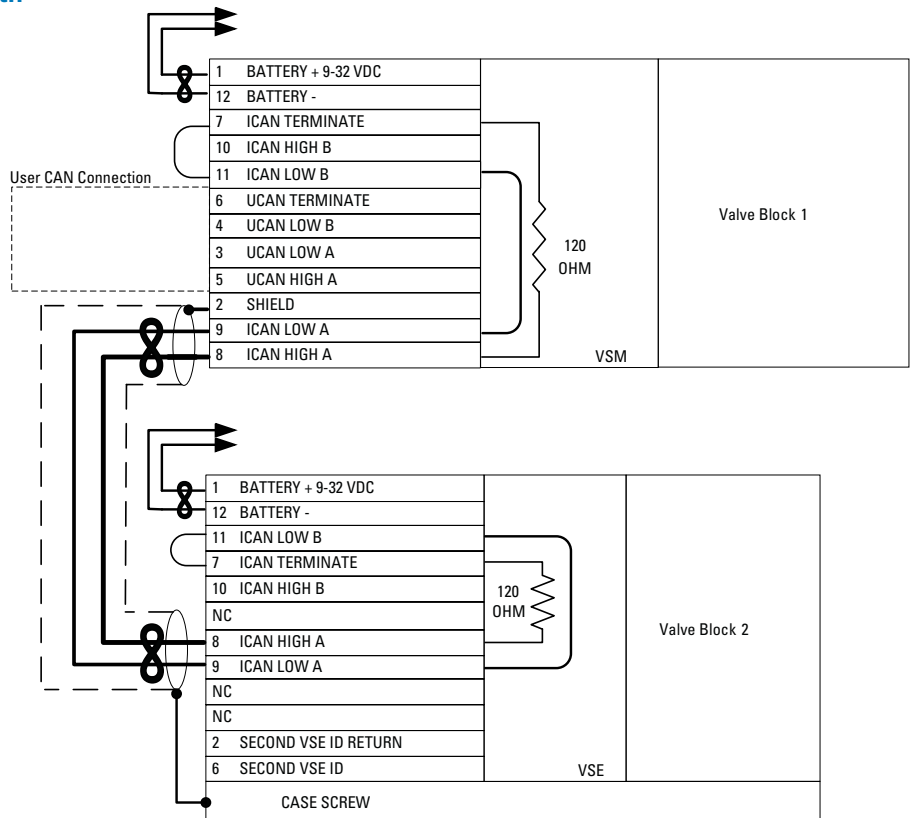 1 BATTERY + 9-32 VDC
12 BATTERY -
7 ICAN TERMINATE
10 ICAN HIGH B
11 ICAN LOW B
User CAN Connection
6 UCAN TERMINATE
4 UCAN LOW B
3 UCAN LOW A
5 UCAN HIGH A
2 SHIELD
9 ICAN LOW A
8 ICAN HIGH A
120
OHM
VSM
Valve Block 1
1 BATTERY + 9-32 VDC
12 BATTERY -
11 ICAN LOW B
7 ICAN TERMINATE
10 ICAN HIGH B
NC
8 ICAN HIGH A
9 ICAN LOW A
NC
NC
2 SECOND VSE ID RETURN
6 SECOND VSE ID
CASE SCREW
120
OHM
VSE
Valve Block 2